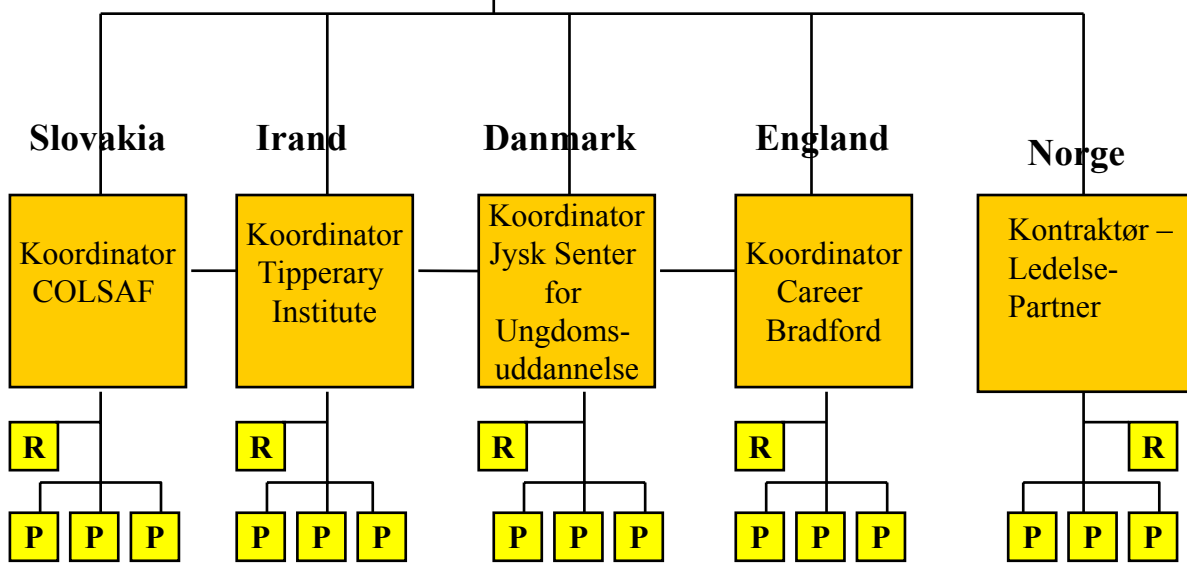 Slovakia
Irand
Danmark
England
Norge
Koordinator
COLSAF
Koordinator
Tipperary
Institute
Koordinator
Jysk Senter
for
Ungdoms-
uddannelse
Koordinator
Career
Bradford
Kontraktør –
Ledelse-
Partner
R
R
R
R
R
P P P
P P P
P P P
P P P
P P P